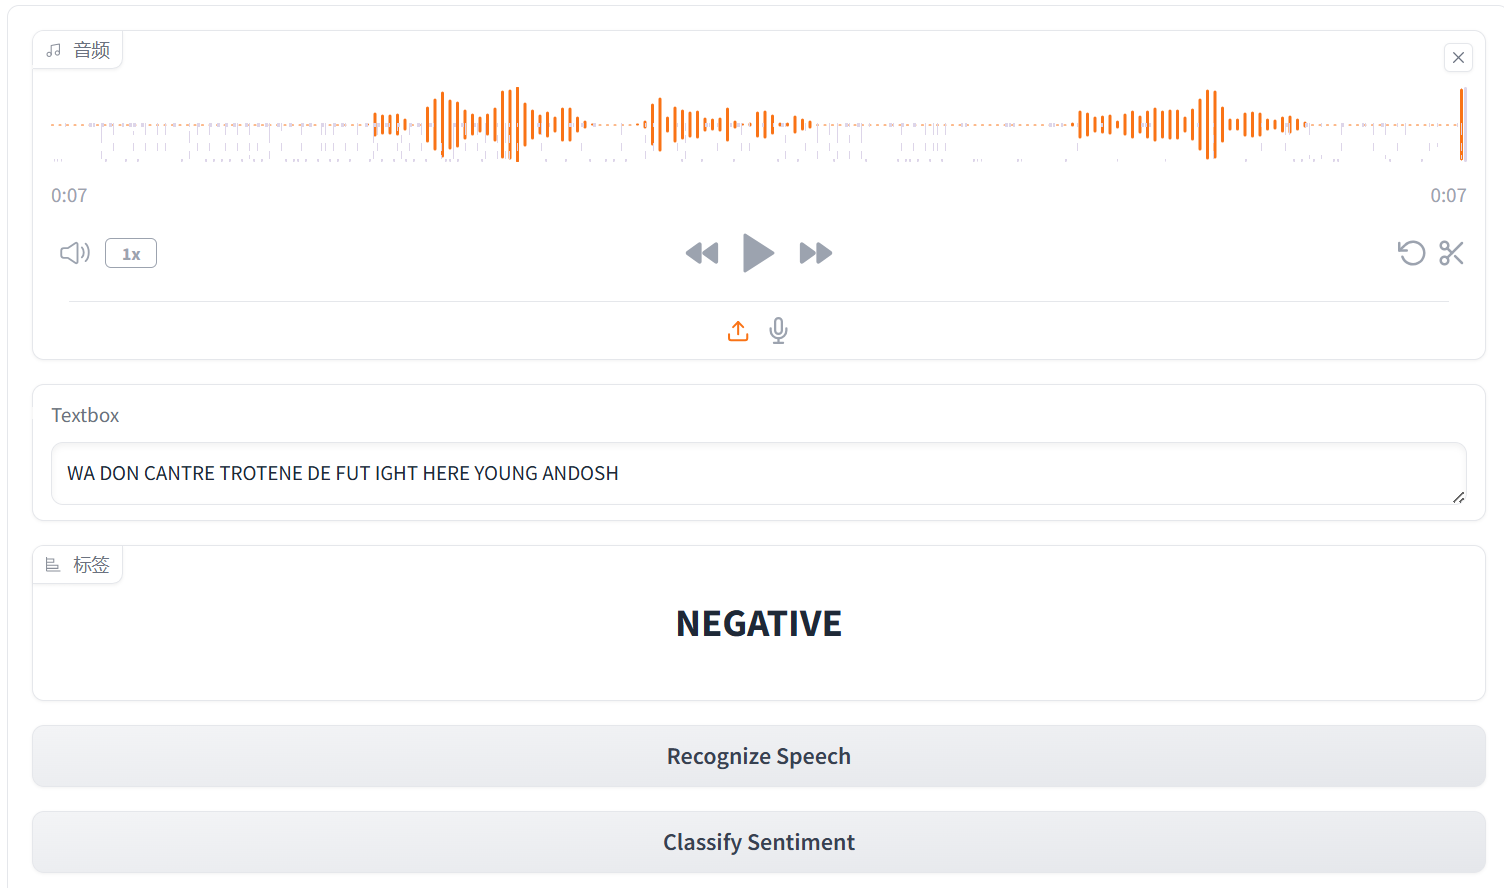 音频
0:07
0:07
1x
Textbox
WA DON CANTRE TROTENE DE FUT IGHT HERE YOUNG ANDOSH
标签
NEGATIVE
Recognize Speech
Classify Sentiment